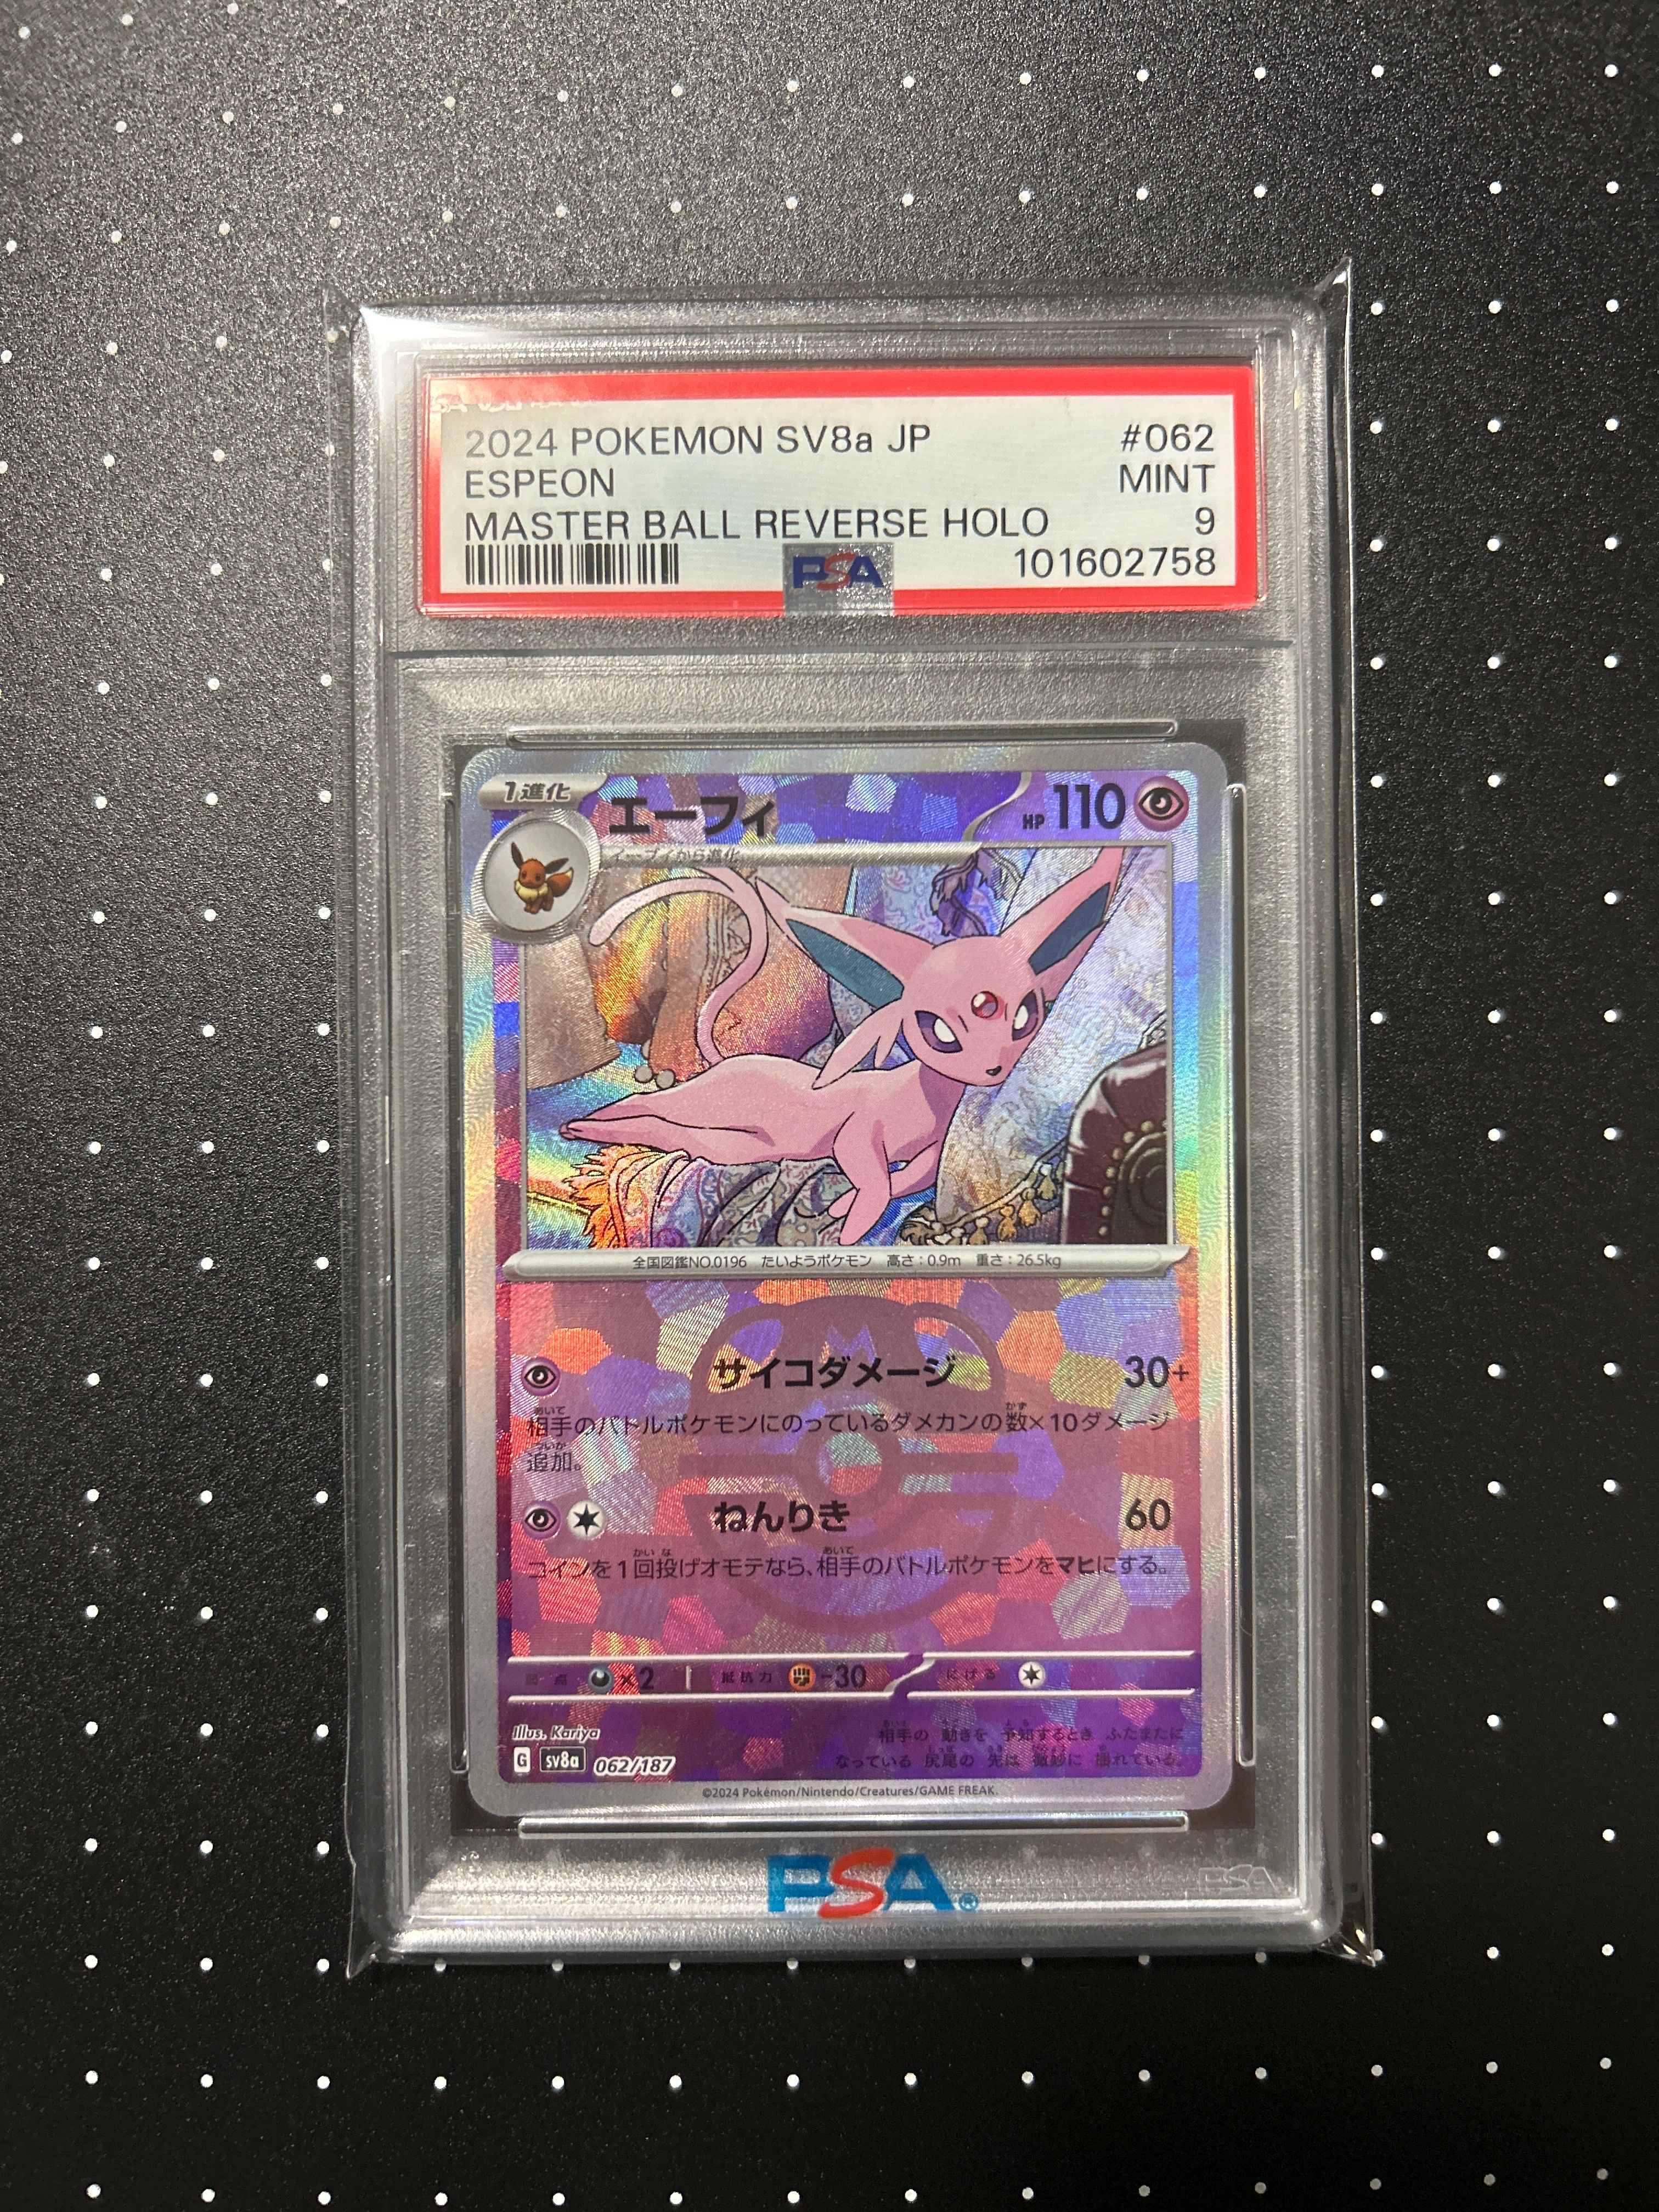 2024 POKEMON SV8a JP #062
ESPEON MINT
MASTER BALL REVERSE HOLO 9
PSA 101602758
1進化 エーフィ HP 110
イーブイから進化
全国図鑑NO.0196 たいようポケモン 高さ：0.9m 重さ：26.5kg
サイコダメージ 30+
相手のバトルポケモンにのっているダメカンの数×10ダメージ
追加。
ねんりき 60
コインを1回投げオモテなら、相手のバトルポケモンをマヒにする。
弱点 ×2 抵抗力 -30 にげる
Illus. Kariya
相手の 動きを 予知するとき ふたまたに
なっている 尻尾の 先は 微妙に 揺れている。
G sv8a 062/187
©2024 Pokémon/Nintendo/Creatures/GAME FREAK.
PSA®
PSA